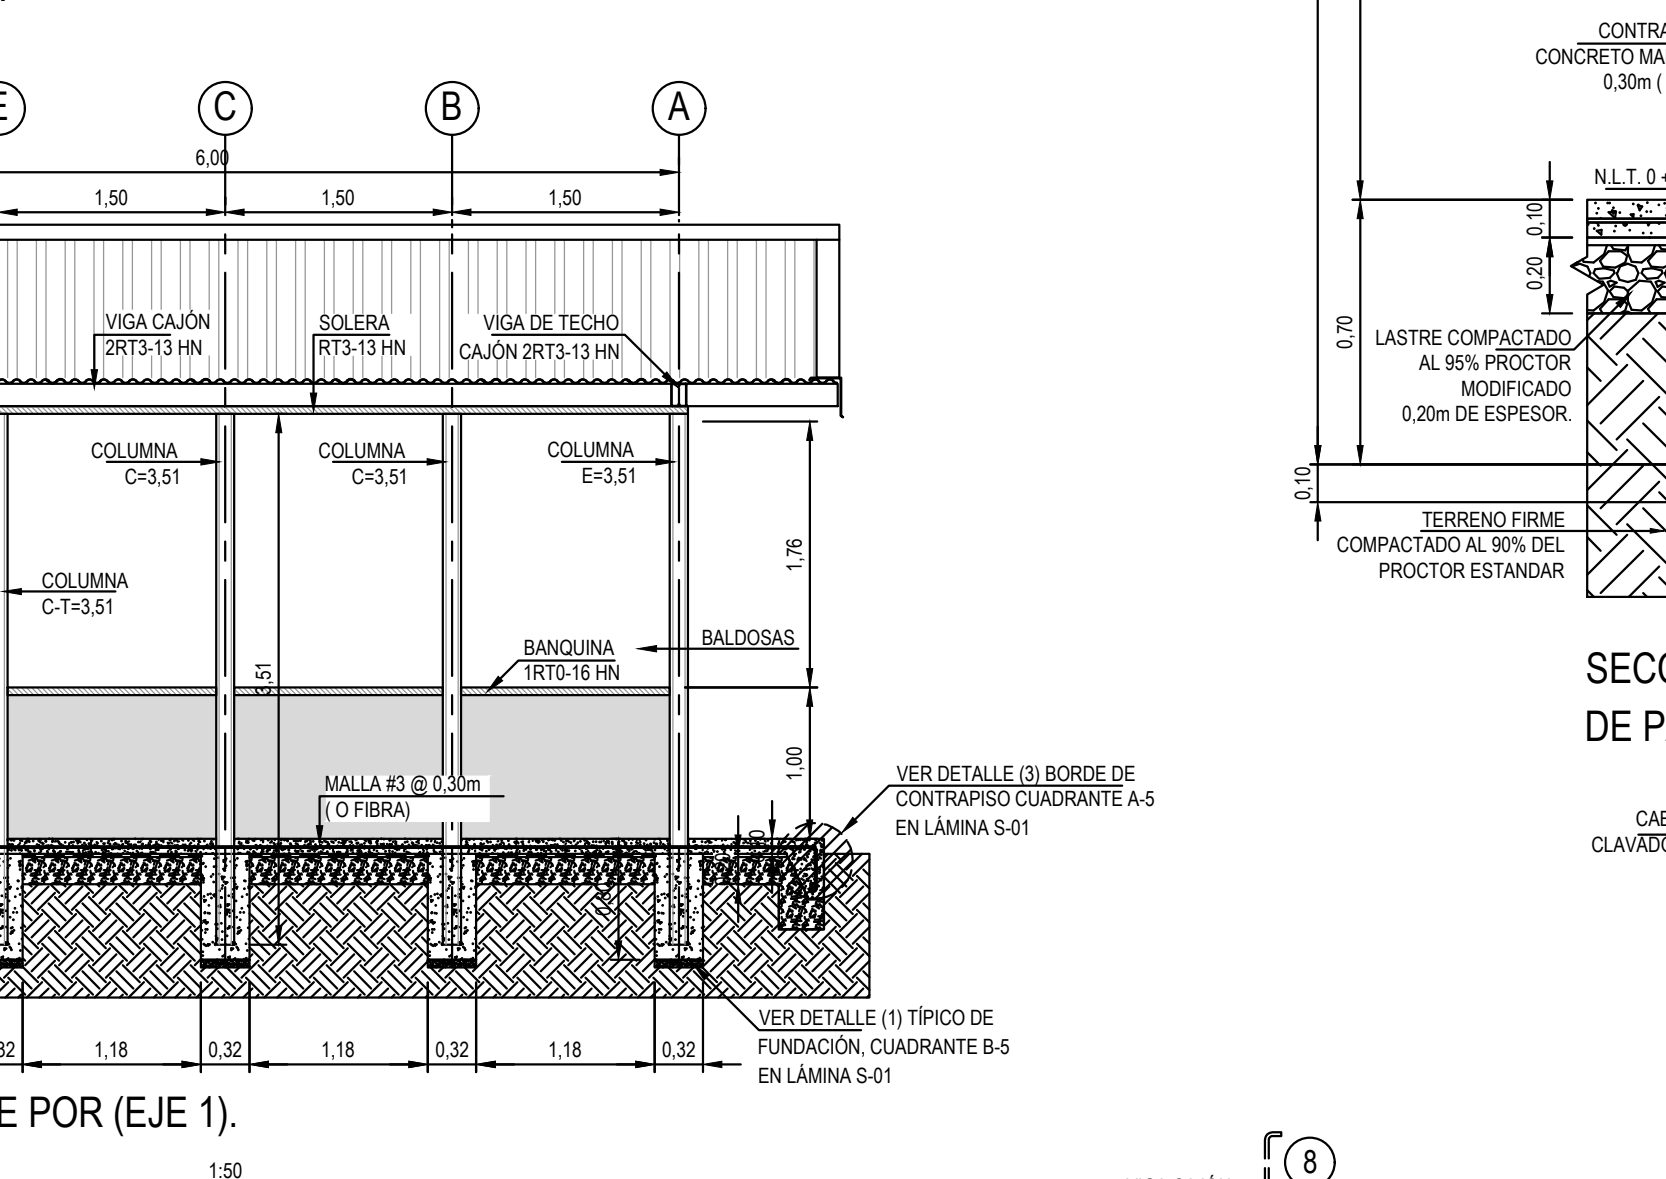 E
C
B
A
6,00
1,50
1,50
1,50
VIGA CAJÓN
2RT3-13 HN
SOLERA
RT3-13 HN
VIGA DE TECHO
CAJÓN 2RT3-13 HN
COLUMNA
C=3,51
COLUMNA
C=3,51
COLUMNA
E=3,51
COLUMNA
C-T=3,51
3,51
1,76
BALDOSAS
BANQUINA
1RT0-16 HN
1,00
MALLA #3 @ 0,30m
( O FIBRA)
0,80
VER DETALLE (3) BORDE DE
CONTRAPISO CUADRANTE A-5
EN LÁMINA S-01
VER DETALLE (1) TÍPICO DE
FUNDACIÓN, CUADRANTE B-5
EN LÁMINA S-01
32
1,18
0,32
1,18
0,32
1,18
0,32
E POR (EJE 1).
1:50
CONCRETO
0,30m (
N.L.T. 0 +
0,10
0,20
0,70
0,10
LASTRE COMPACTADO
AL 95% PROCTOR
MODIFICADO
0,20m DE ESPESOR.
TERRENO FIRME
COMPACTADO AL 90% DEL
PROCTOR ESTANDAR
DE
8